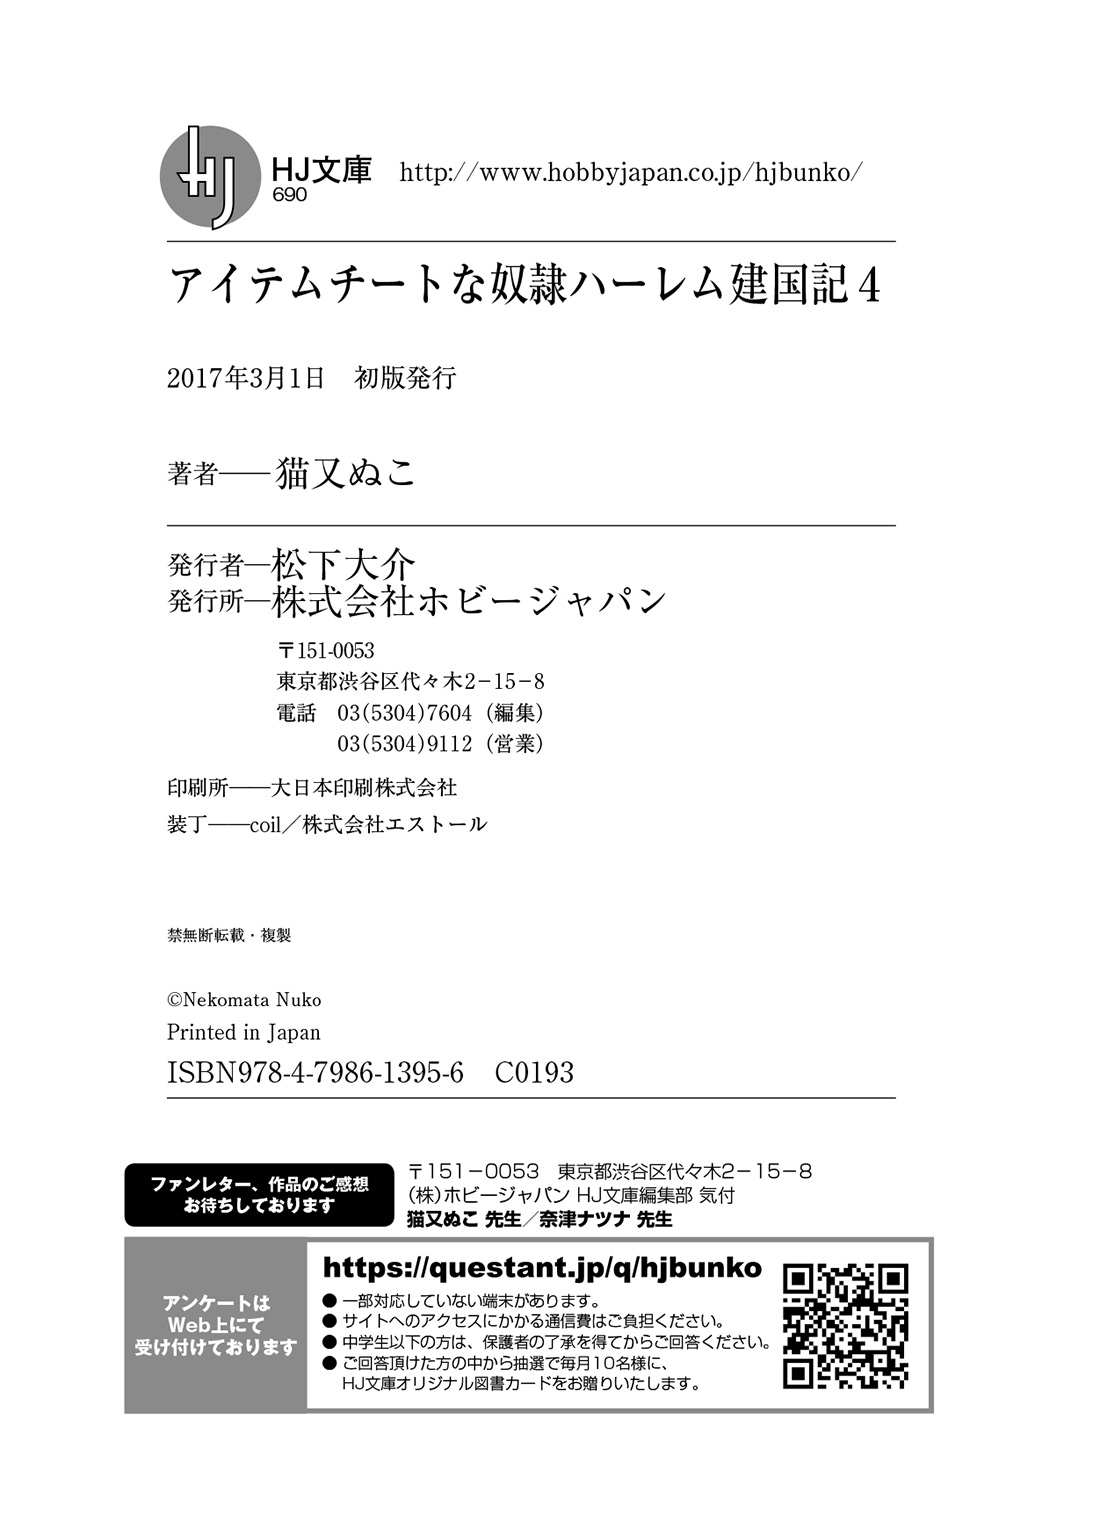 HJ
HJ文庫 http://www.hobbyjapan.co.jp/hjbunko/
690
アイテムチートな奴隷ハーレム建国記4
2017年3月1日　初版発行
著者――猫又ぬこ
発行者―松下大介
発行所―株式会社ホビージャパン
〒151-0053
東京都渋谷区代々木2−15−8
電話　03(5304)7604（編集）
03(5304)9112（営業）
印刷所――大日本印刷株式会社
装丁――coil／株式会社エストール
禁無断転載・複製
©Nekomata Nuko
Printed in Japan
ISBN978-4-7986-1395-6　C0193
ファンレター、作品のご感想
お待ちしております
〒151−0053　東京都渋谷区代々木2−15−8
(株)ホビージャパン HJ文庫編集部 気付
猫又ぬこ 先生／奈津ナツナ 先生
アンケートは
Web上にて
受け付けております
https://questant.jp/q/hjbunko
● 一部対応していない端末があります。
● サイトへのアクセスにかかる通信費はご負担ください。
● 中学生以下の方は、保護者の了承を得てからご回答ください。
● ご回答頂けた方の中から抽選で毎月10名様に、
HJ文庫オリジナル図書カードをお贈りいたします。